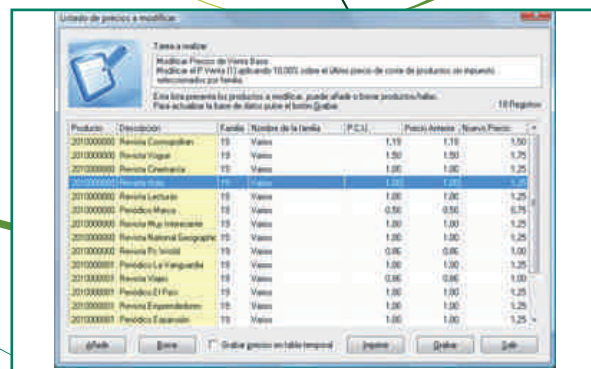 Listado de precios a modificar
Tarea a realizar
Modificar Precios de Venta Base
Modificar el P.Venta (1) aplicando 10,00% sobre el último precio de coste de productos sin impuesto
seleccionados por familia.
Esta lista presenta los productos a modificar, puede añadir o borrar productos/tallas.
Para actualizar la base de datos pulse el botón Grabar
18 Registros
Producto Descripción Familia Nombre de la familia P.C.U. Precio Anterior Nuevo Precio
Revista Cosmopolitan 19 Varios 1,19 1,19 1,50
Revista Vogue 19 Varios 1,50 1,50 1,75
Revista Cinemanía 19 Varios 1,00 1,00 1,25
Revista 19 Varios 1,00 1,00 1,25
Revista Lecturas 19 Varios 1,00 1,00 1,25
Periódico Marca 19 Varios 0,56 0,56 0,75
Revista Muy Interesante 19 Varios 1,00 1,00 1,25
Revista National Geographic 19 Varios 1,00 1,00 1,25
Revista Pc World 19 Varios 0,86 0,86 1,00
Periódico La Vanguardia 19 Varios 1,00 1,00 1,25
Revista Viajes 19 Varios 0,86 0,86 1,00
Periódico El País 19 Varios 1,00 1,00 1,25
Revista Emprendedores 19 Varios 1,00 1,00 1,25
Periódico Expansión 19 Varios 1,00 1,00 1,25
Añadir Borrar Grabar precios en tabla temporal Imprimir Grabar Salir